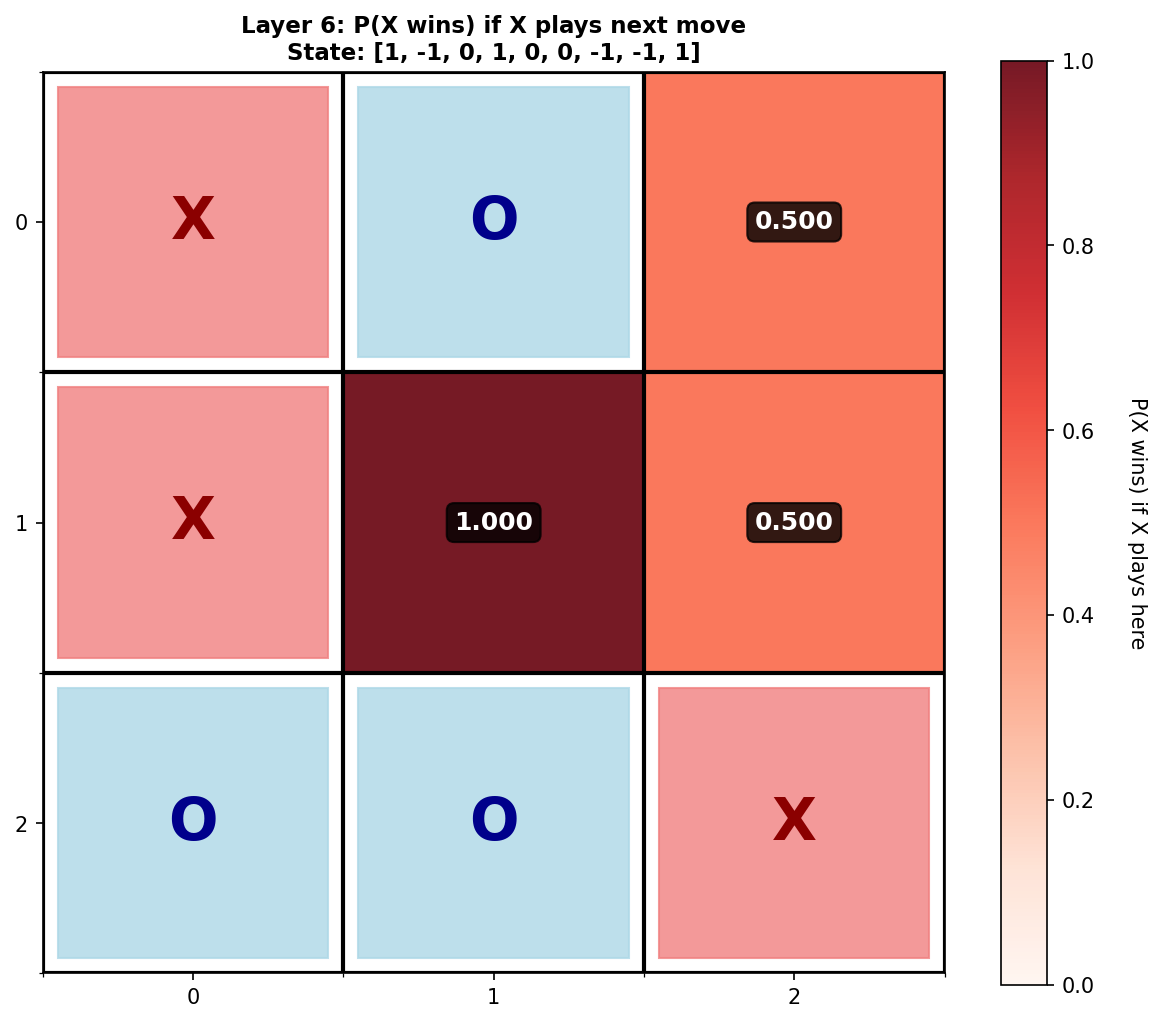 Layer 6: P(X wins) if X plays next move
State: [1, -1, 0, 1, 0, 0, -1, -1, 1]
X O 0.500
X 1.000 0.500
O O X
0
1
2
0 1 2
1.0
0.8
0.6
0.4
0.2
0.0
P(X wins) if X plays here